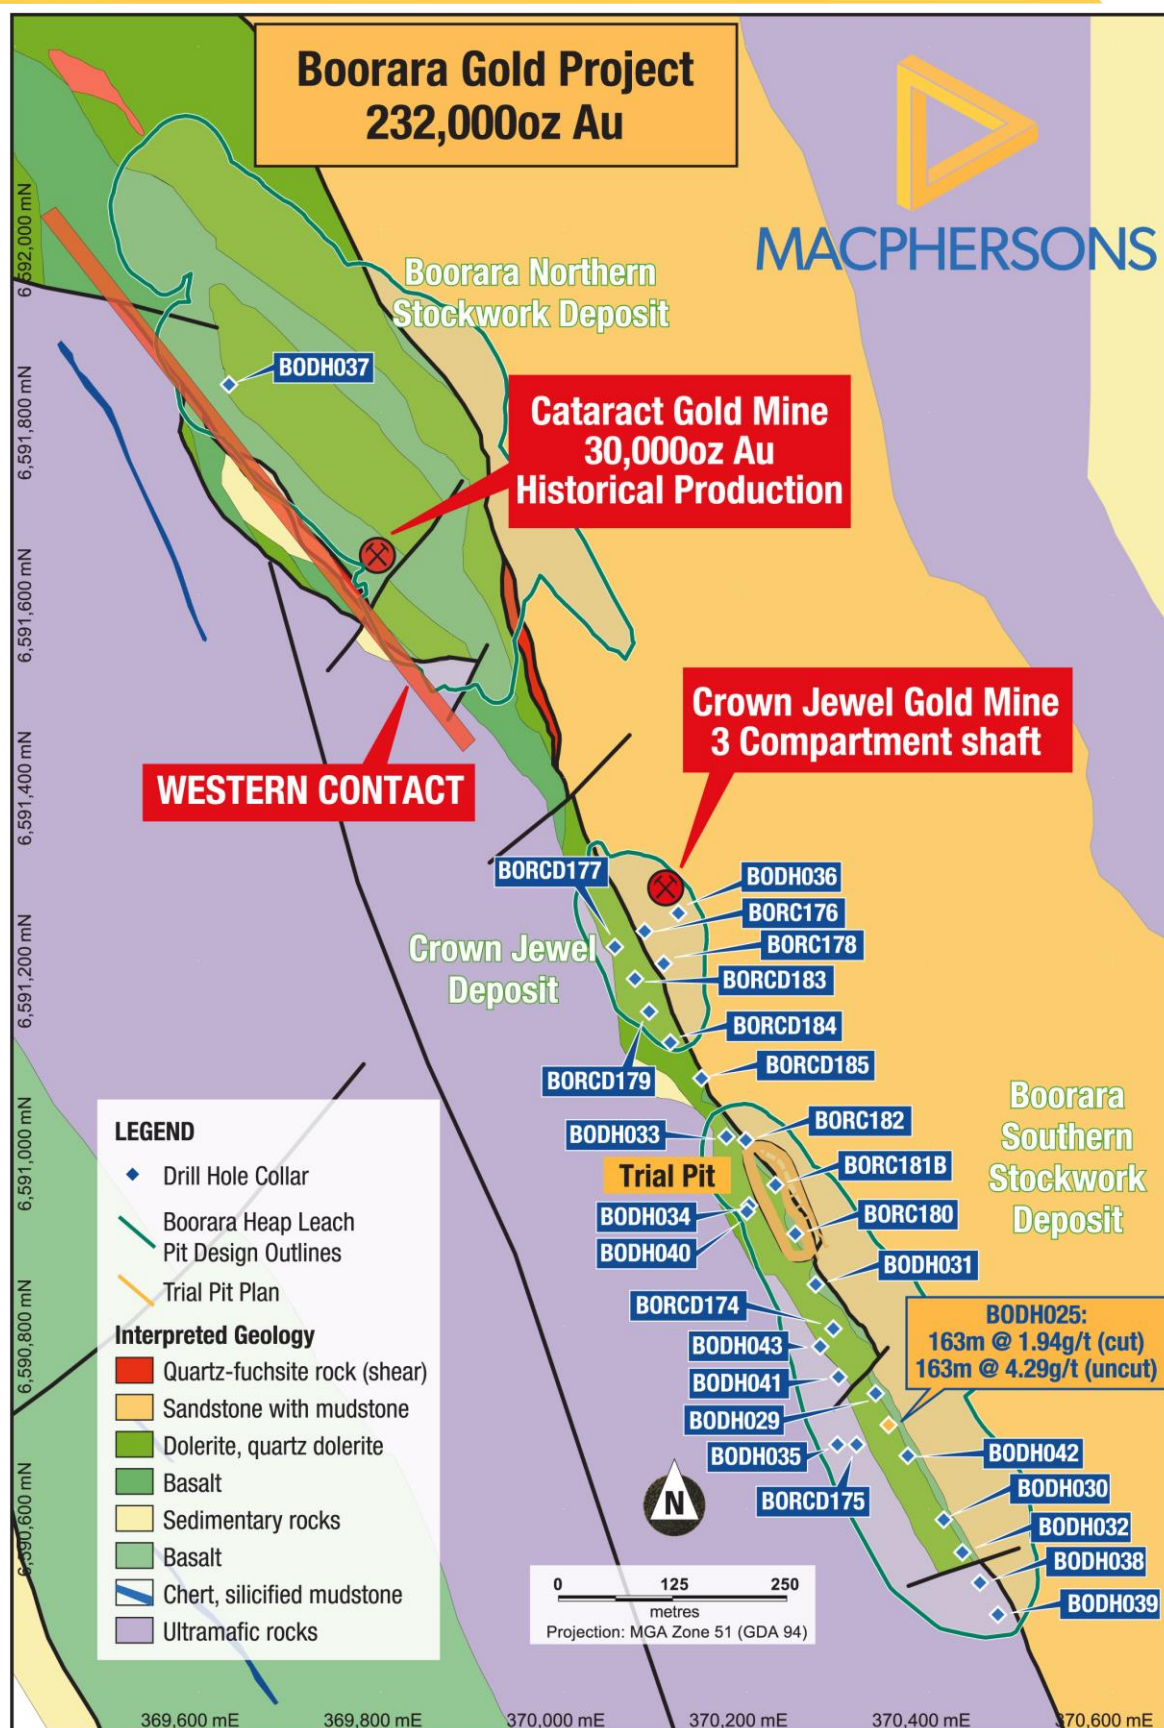 Boorara Gold Project
232,000oz Au
MACPHERSONS
6,592,000 mN
Boorara Northern
Stockwork Deposit
BODH037
6,591,800 mN
Cataract Gold Mine
30,000oz Au
Historical Production
6,591,600 mN
Crown Jewel Gold Mine
3 Compartment shaft
WESTERN CONTACT
6,591,400 mN
BORCD177
BODH036
BORC176
BORC178
BORCD183
Crown Jewel
Deposit
6,591,200 mN
BORCD184
BORCD185
BORCD179
Boorara
Southern
Stockwork
Deposit
BORC182
BODH033
BORC181B
Trial Pit
BODH034
BORC180
BODH040
BODH031
BORCD174
BODH043
BODH041
BODH029
BODH025:
163m @ 1.94g/t (cut)
163m @ 4.29g/t (uncut)
BODH035
BODH042
BORCD175
BODH030
BODH032
BODH038
BODH039
6,591,000 mN
6,590,800 mN
6,590,600 mN
LEGEND
Drill Hole Collar
Boorara Heap Leach
Pit Design Outlines
Trial Pit Plan
Interpreted Geology
Quartz-fuchsite rock (shear)
Sandstone with mudstone
Dolerite, quartz dolerite
Basalt
Sedimentary rocks
Basalt
Chert, silicified mudstone
Ultramafic rocks
N
0 125 250
metres
Projection: MGA Zone 51 (GDA 94)
369,600 mE 369,800 mE 370,000 mE 370,200 mE 370,400 mE 370,600 mE